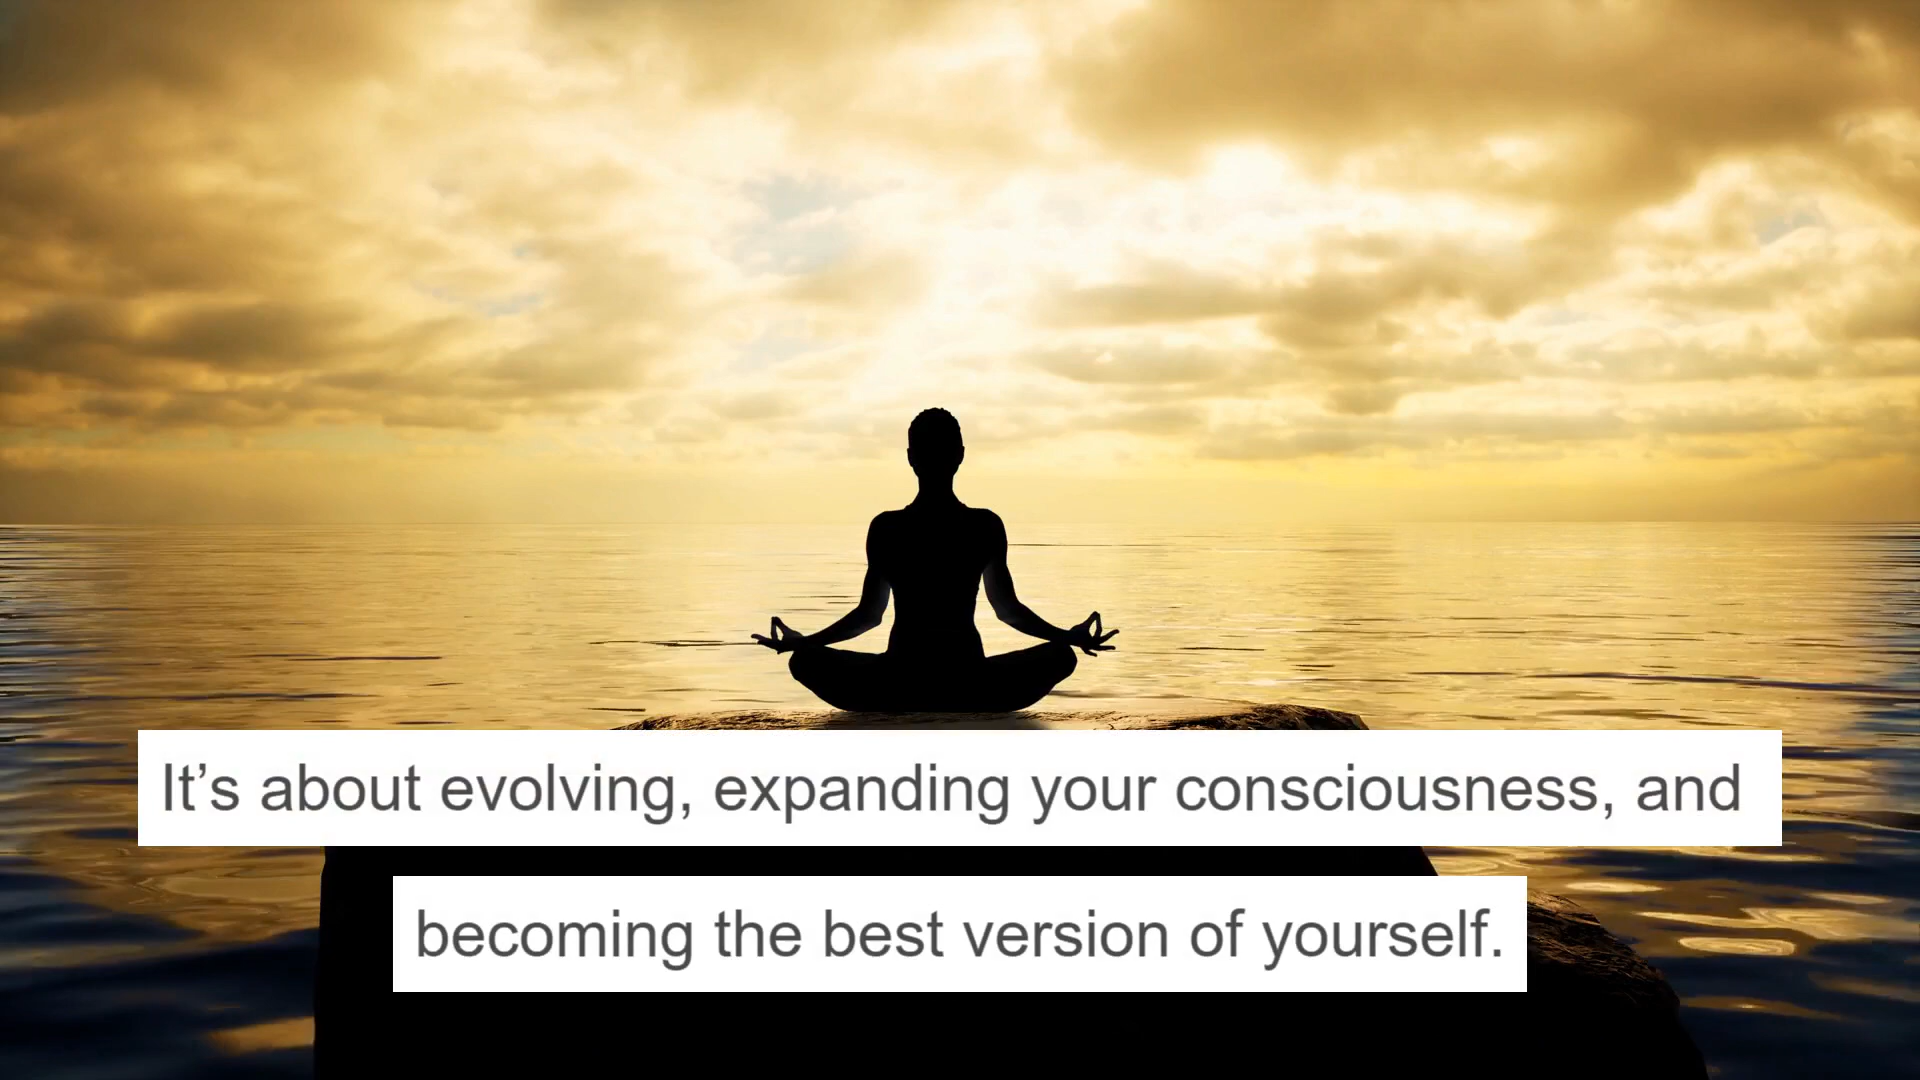 It’s about evolving, expanding your consciousness, and
becoming the best version of yourself.